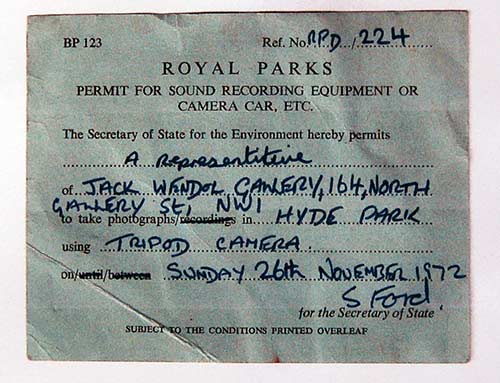 BP 123 Ref. No. RPD / 224
ROYAL PARKS
PERMIT FOR SOUND RECORDING EQUIPMENT OR
CAMERA CAR, ETC.
The Secretary of State for the Environment hereby permits
A representitive
of JACK WENDOL GALLERY, 164, NORTH
GALLERY ST, NW1
to take photographs/recordings in HYDE PARK
using TRIPOD CAMERA.
on/until/between SUNDAY 26th NOVEMBER 1972
S Ford
for the Secretary of State
SUBJECT TO THE CONDITIONS PRINTED OVERLEAF